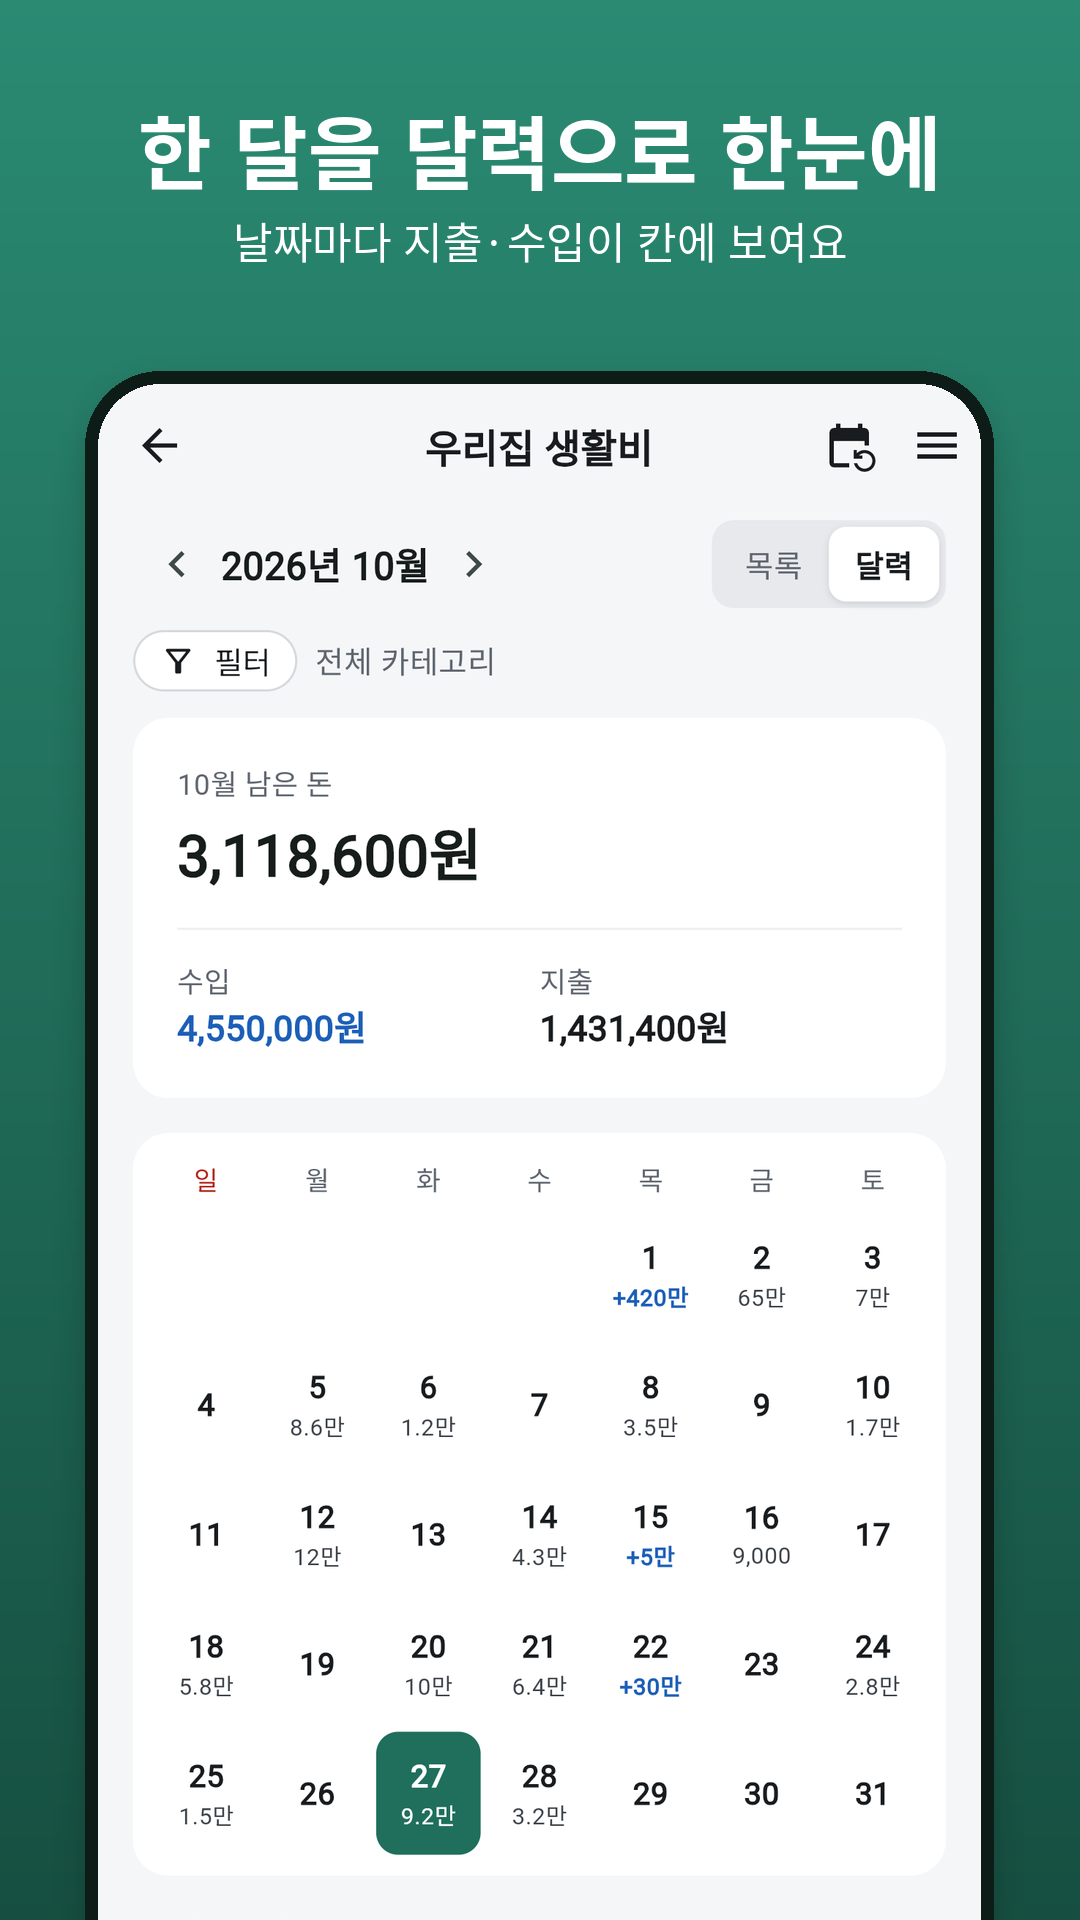 한 달을 달력으로 한눈에
날짜마다 지출·수입이 칸에 보여요
우리집 생활비
2026년 10월
목록 달력
필터 전체 카테고리
10월 남은 돈
3,118,600원
수입 지출
4,550,000원 1,431,400원
일 월 화 수 목 금 토
1 2 3
+420만 65만 7만
4 5 6 7 8 9 10
8.6만 1.2만 3.5만 1.7만
11 12 13 14 15 16 17
12만 4.3만 +5만 9,000
18 19 20 21 22 23 24
5.8만 10만 6.4만 +30만 2.8만
25 26 27 28 29 30 31
1.5만 9.2만 3.2만